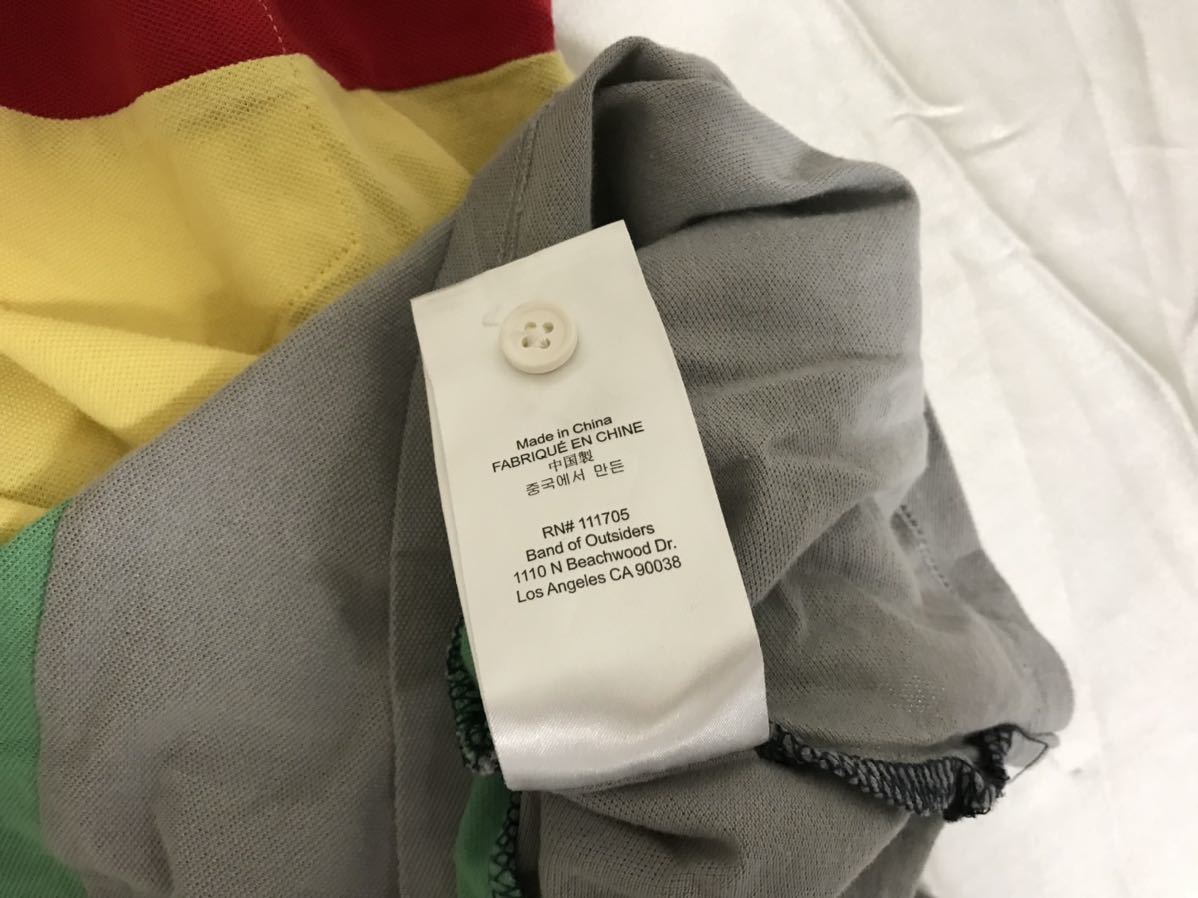 Made in China
FABRIQUÉ EN CHINE
中国製
중국에서 만든
RN# 111705
Band of Outsiders
1110 N Beachwood Dr.
Los Angeles CA 90038